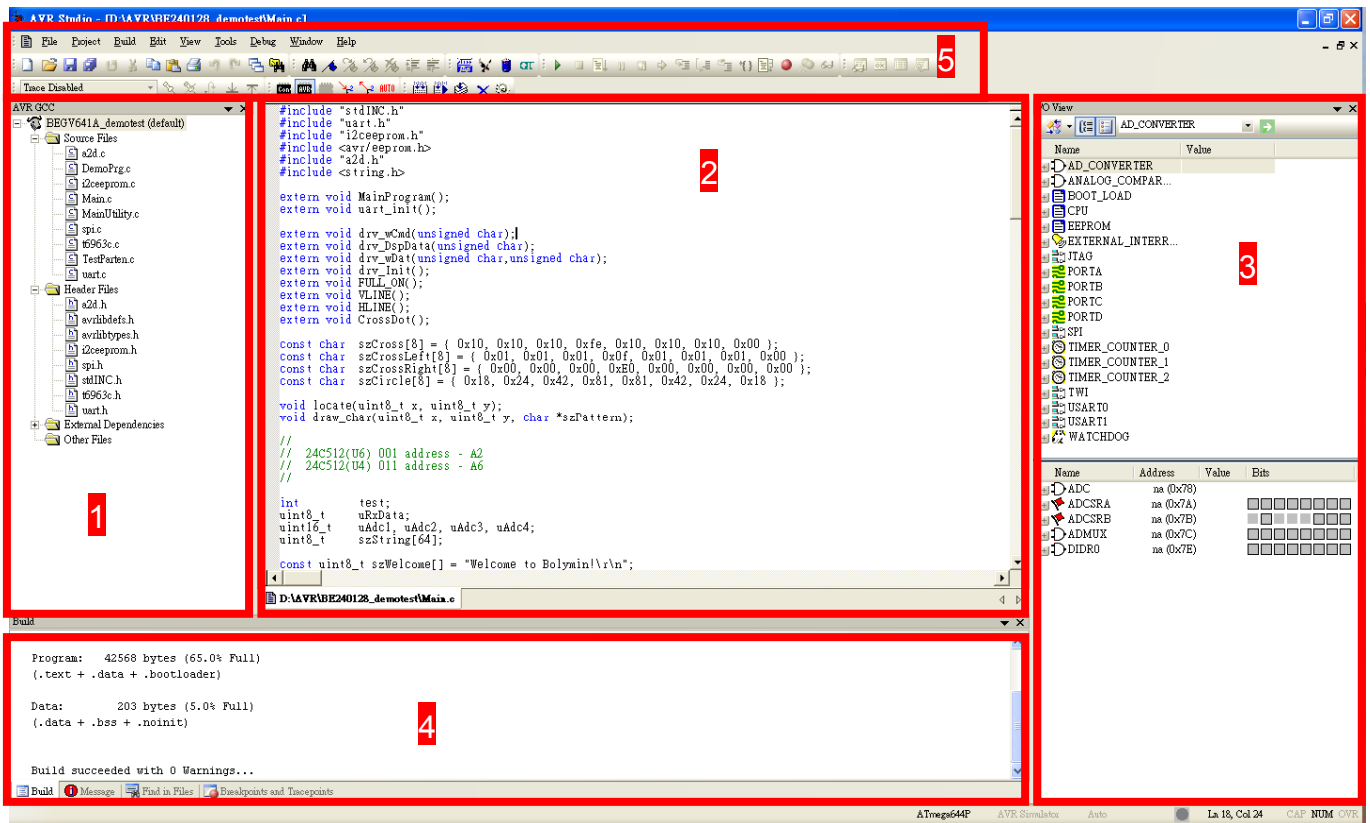 AVR Studio - [D:\AVR\BE240128_demotest\Main.c]
File Project Build Edit View Tools Debug Window Help
5
Trace Disabled
AVR GCC
BEGV641A_demotest (default)
Source Files
a2d.c
DemoPrg.c
i2ceeprom.c
Main.c
MainUtility.c
spi.c
t6963c.c
TestParten.c
uart.c
Header Files
a2d.h
avrlibdefs.h
avrlibtypes.h
i2ceeprom.h
spi.h
stdINC.h
t6963c.h
uart.h
External Dependencies
Other Files
1
#include "stdINC.h"
#include "uart.h"
#include "i2ceeprom.h"
#include <avr/eeprom.h>
#include "a2d.h"
#include <string.h>
extern void MainProgram();
extern void uart_init();
extern void drv_wCmd(unsigned char);
extern void drv_DspData(unsigned char);
extern void drv_wDat(unsigned char,unsigned char);
extern void drv_Init();
extern void FULL_ON();
extern void VLINE();
extern void HLINE();
extern void CrossDot();
const char szCross[8] = { 0x10, 0x10, 0x10, 0xfe, 0x10, 0x10, 0x10, 0x00 };
const char szCrossLeft[8] = { 0x01, 0x01, 0x01, 0x0f, 0x01, 0x01, 0x01, 0x00 };
const char szCrossRight[8] = { 0x00, 0x00, 0x00, 0xE0, 0x00, 0x00, 0x00, 0x00 };
const char szCircle[8] = { 0x18, 0x24, 0x42, 0x81, 0x81, 0x42, 0x24, 0x18 };
void locate(uint8_t x, uint8_t y);
void draw_char(uint8_t x, uint8_t y, char *szPattern);
//
// 24C512(U6) 001 address - A2
// 24C512(U4) 011 address - A6
//
int test;
uint8_t uRxData;
uint16_t uAdc1, uAdc2, uAdc3, uAdc4;
uint8_t szString[64];
const uint8_t szWelcome[] = "Welcome to Bolymin!\r\n";
2
D:\AVR\BE240128_demotest\Main.c
I/O View
AD_CONVERTER
Name Value
AD_CONVERTER
ANALOG_COMPAR...
BOOT_LOAD
CPU
EEPROM
EXTERNAL_INTERR...
JTAG
PORTA
PORTB
PORTC
PORTD
SPI
TIMER_COUNTER_0
TIMER_COUNTER_1
TIMER_COUNTER_2
TWI
USART0
USART1
WATCHDOG
3
Name Address Value Bits
ADC na (0x78)
ADCSRA na (0x7A)
ADCSRB na (0x7B)
ADMUX na (0x7C)
DIDR0 na (0x7E)
Build
Program: 42568 bytes (65.0% Full)
(.text + .data + .bootloader)
Data: 203 bytes (5.0% Full)
(.data + .bss + .noinit)
Build succeeded with 0 Warnings...
4
Build Message Find in Files Breakpoints and Tracepoints
ATmega644P AVR Simulator Auto Ln 18, Col 24 CAP NUM OVR